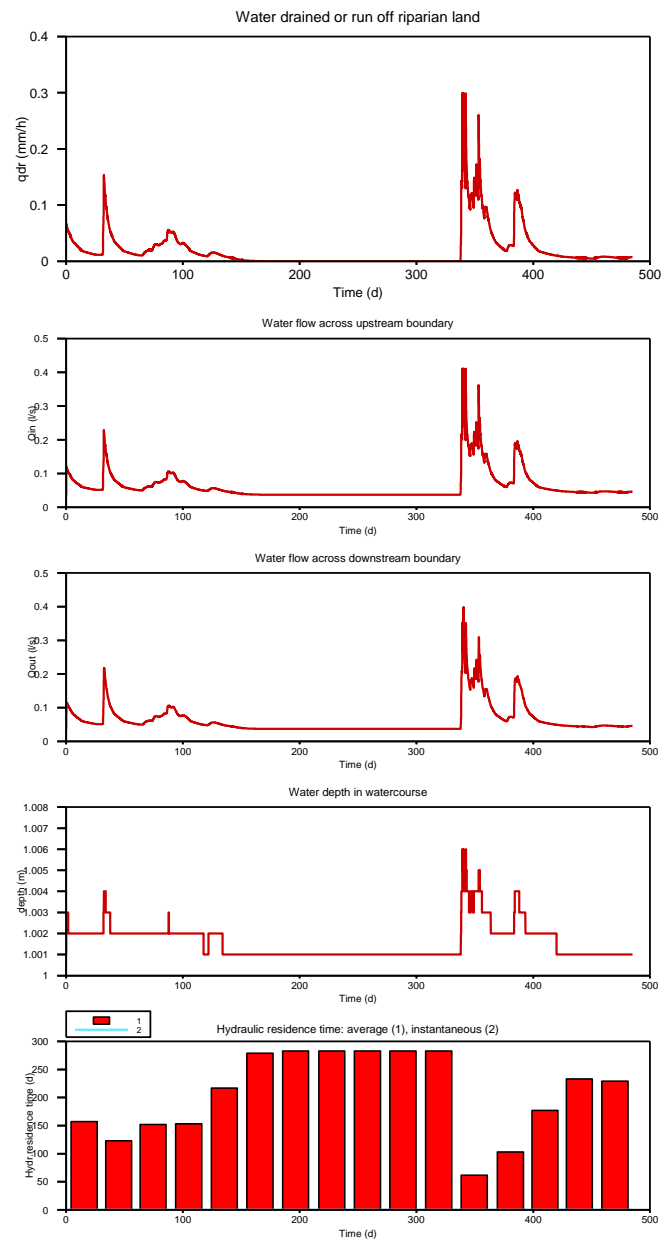 Water drained or run off riparian land
0.4
0.3
0.2
0.1
0
qdr (mm/h)
0 100 200 300 400 500
Time (d)
Water flow across upstream boundary
0.5
0.4
0.3
0.2
0.1
0
Qin (l/s)
0 100 200 300 400 500
Time (d)
Water flow across downstream boundary
0.5
0.4
0.3
0.2
0.1
0
Qout (l/s)
0 100 200 300 400 500
Time (d)
Water depth in watercourse
1.008
1.007
1.006
1.005
1.004
1.003
1.002
1.001
1
depth (m)
0 100 200 300 400 500
Time (d)
1
2
Hydraulic residence time: average (1), instantaneous (2)
300
250
200
150
100
50
0
Hydr.residence time (d)
0 100 200 300 400 500
Time (d)